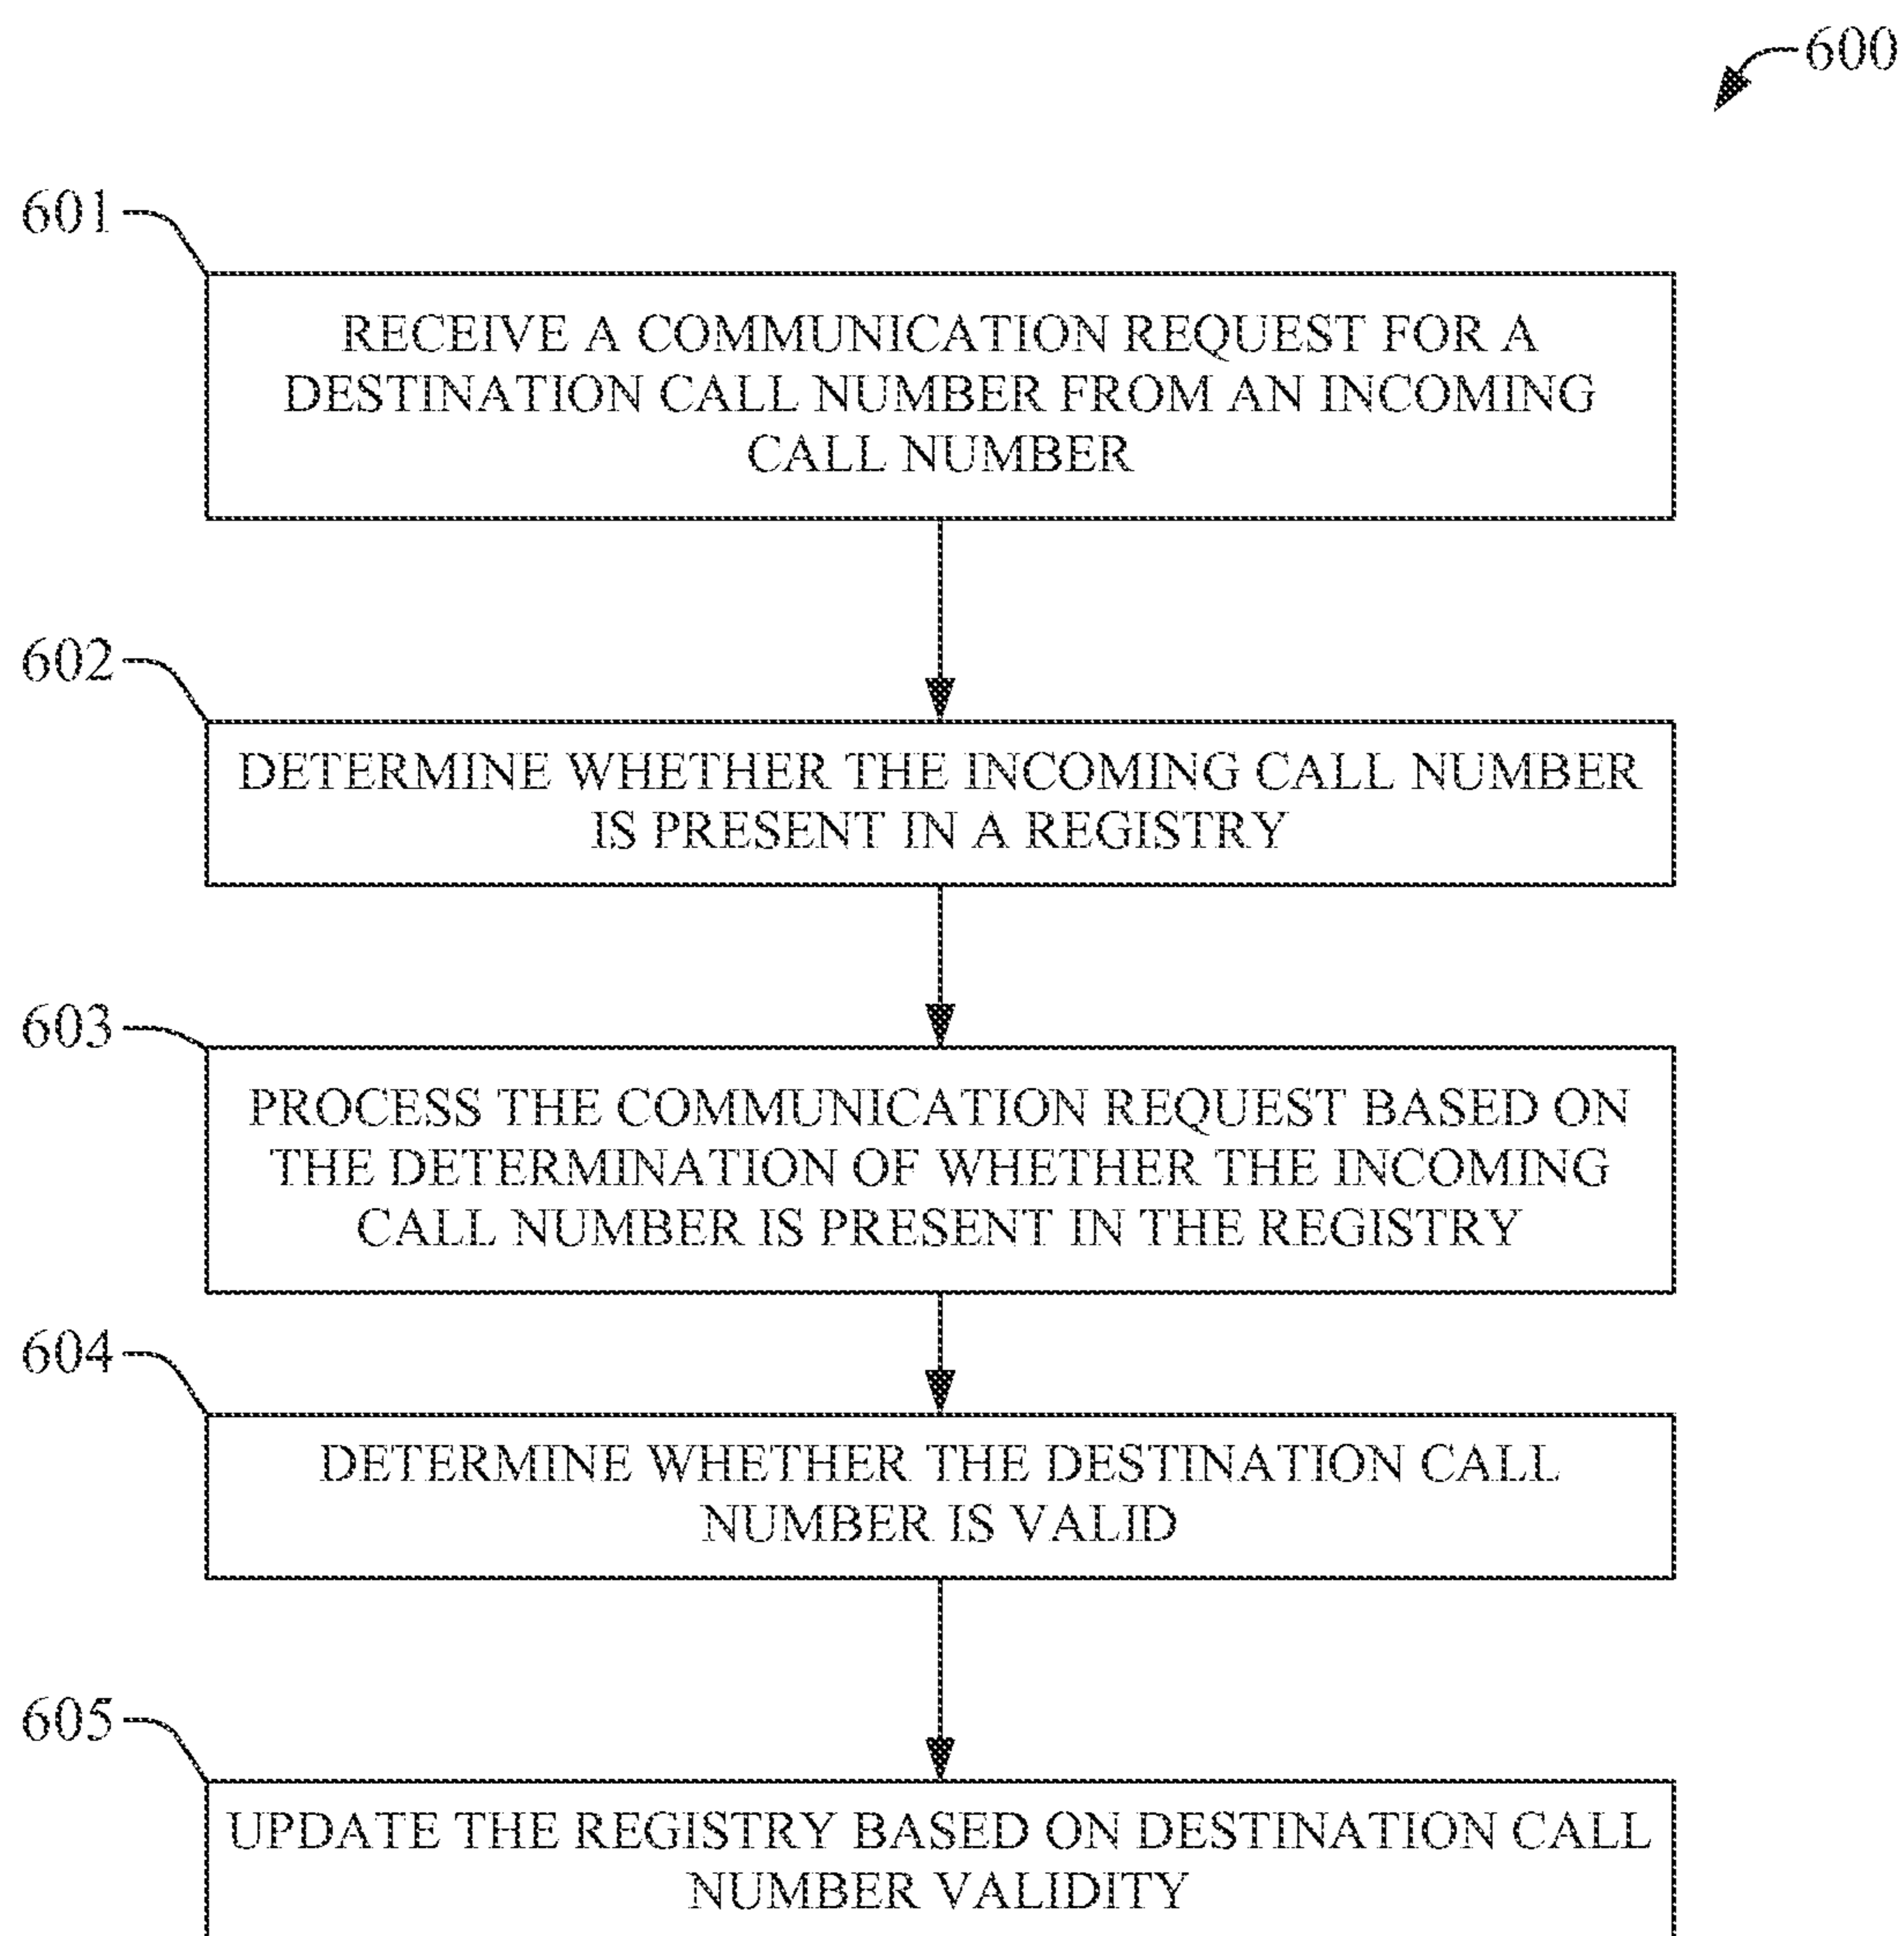 600
601
RECEIVE A COMMUNICATION REQUEST FOR A
DESTINATION CALL NUMBER FROM AN INCOMING
CALL NUMBER
602
DETERMINE WHETHER THE INCOMING CALL NUMBER
IS PRESENT IN A REGISTRY
603
PROCESS THE COMMUNICATION REQUEST BASED ON
THE DETERMINATION OF WHETHER THE INCOMING
CALL NUMBER IS PRESENT IN THE REGISTRY
604
DETERMINE WHETHER THE DESTINATION CALL
NUMBER IS VALID
605
UPDATE THE REGISTRY BASED ON DESTINATION CALL
NUMBER VALIDITY